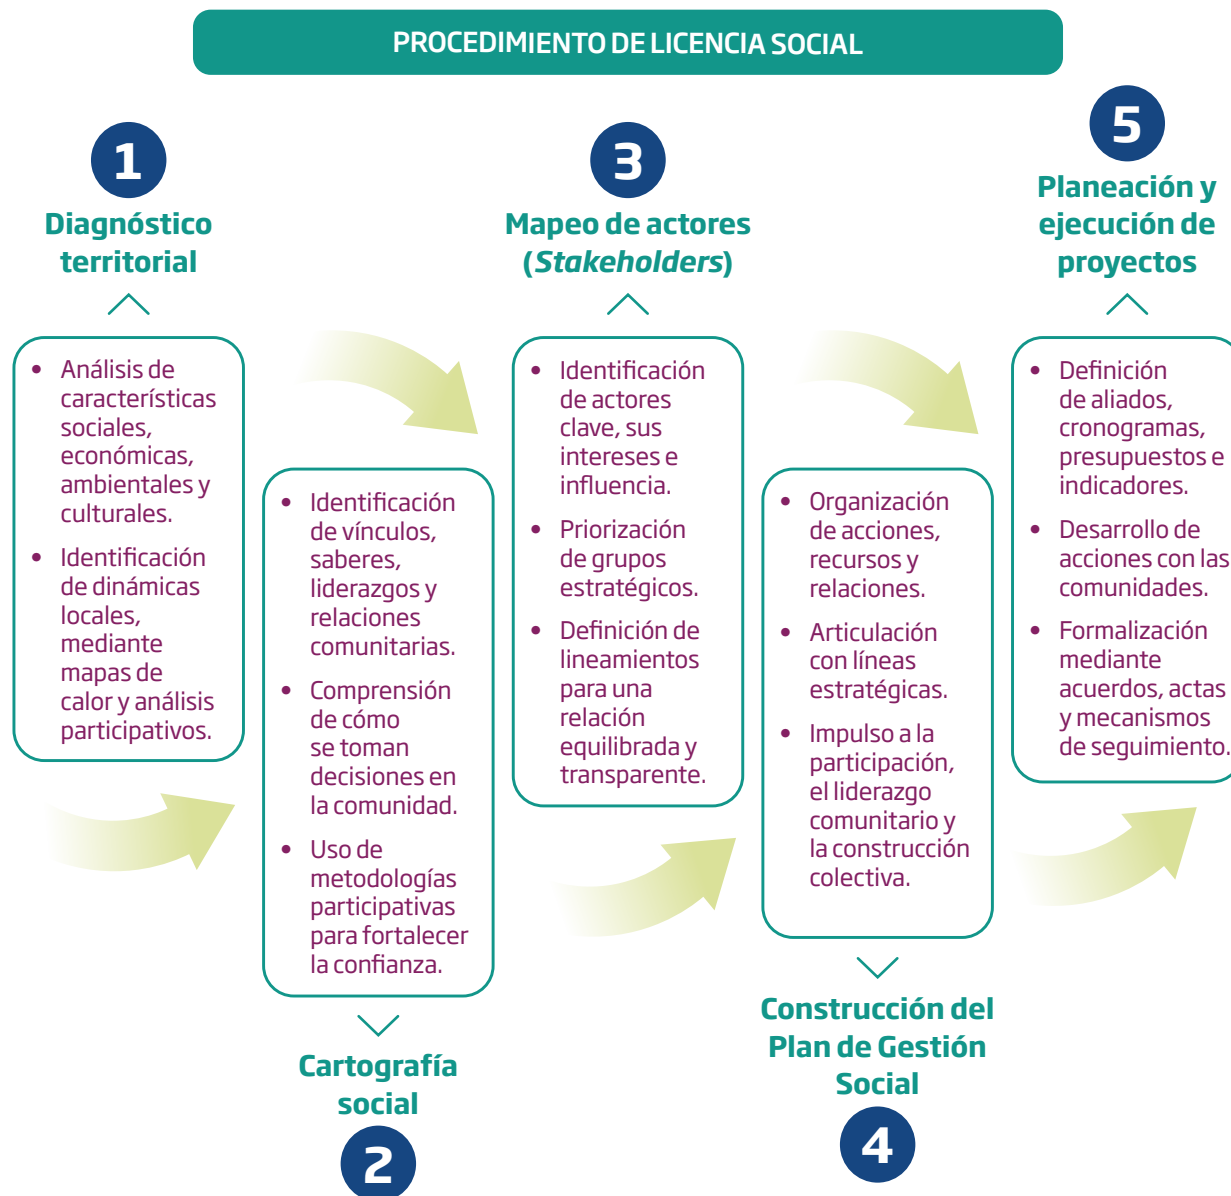 PROCEDIMIENTO DE LICENCIA SOCIAL
1
Diagnóstico
territorial
• Análisis de
características
sociales,
económicas,
ambientales y
culturales.
• Identificación
de dinámicas
locales,
mediante
mapas de
calor y análisis
participativos.
• Identificación
de vínculos,
saberes,
liderazgos y
relaciones
comunitarias.
• Comprensión
de cómo
se toman
decisiones en
la comunidad.
• Uso de
metodologías
participativas
para fortalecer
la confianza.
Cartografía
social
2
3
Mapeo de actores
(Stakeholders)
• Identificación
de actores
clave, sus
intereses e
influencia.
• Priorización
de grupos
estratégicos.
• Definición de
lineamientos
para una
relación
equilibrada y
transparente.
• Organización
de acciones,
recursos y
relaciones.
• Articulación
con líneas
estratégicas.
• Impulso a la
participación,
el liderazgo
comunitario y
la construcción
colectiva.
Construcción del
Plan de Gestión
Social
4
5
Planeación y
ejecución de
proyectos
• Definición
de aliados,
cronogramas,
presupuestos e
indicadores.
• Desarrollo de
acciones con las
comunidades.
• Formalización
mediante
acuerdos, actas
y mecanismos
de seguimiento.